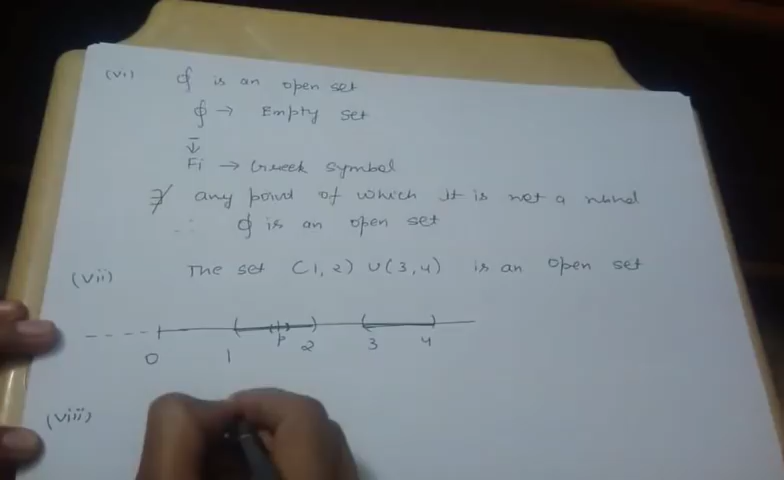 (vi) ϕ is an open set
ϕ → Empty set
↓
Fi → Greek symbol
∄ any point of which it is not a nbhd
∴ ϕ is an open set
(vii) The set (1, 2) ∪ (3, 4) is an open set
0 1 p 2 3 4
(viii)